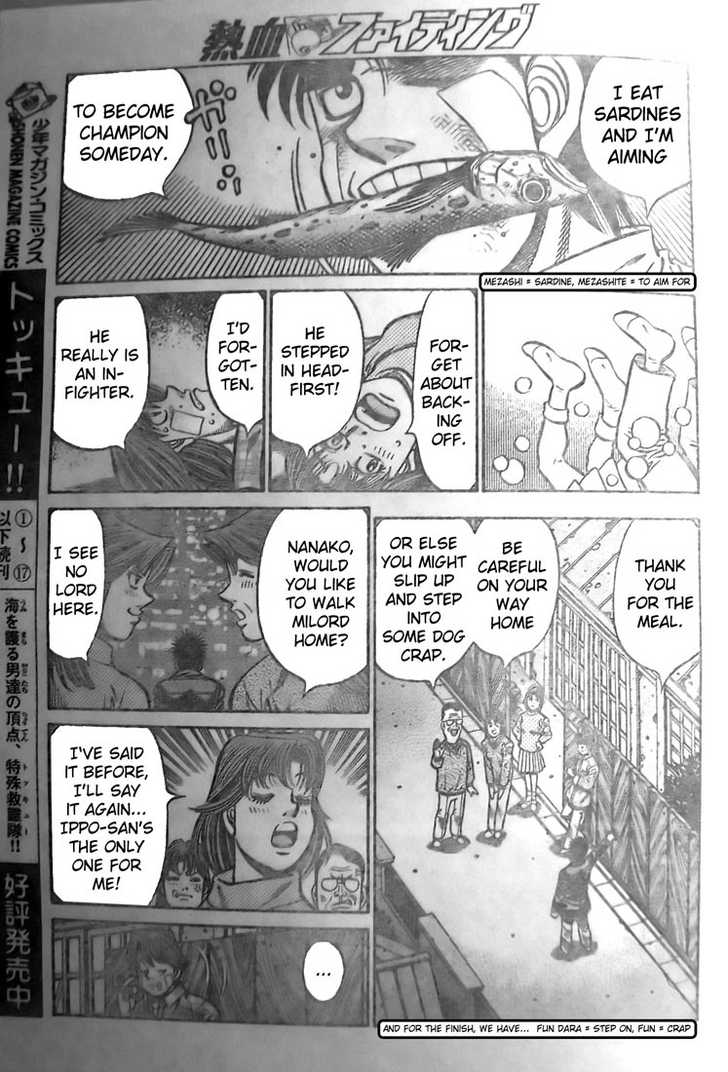 熱血
ファイティング
少年マガジン・コミックス
SHONEN MAGAZINE COMICS
トッキュー!!
①〜⑰
以下続刊
海を護る男達の頂点、特殊救難隊!!
好評発売中
I EAT
SARDINES
AND I'M
AIMING
TO BECOME
CHAMPION
SOMEDAY.
MEZASHI = SARDINE, MEZASHITE = TO AIM FOR
FOR-
GET
ABOUT
BACK-
ING
OFF.
HE
STEPPED
IN HEAD-
FIRST!
I'D
FOR-
GOT-
TEN.
HE
REALLY IS
AN IN-
FIGHTER.
THANK
YOU
FOR THE
MEAL.
BE
CAREFUL
ON YOUR
WAY
HOME
OR ELSE
YOU MIGHT
SLIP UP
AND STEP
INTO
SOME DOG
CRAP.
AND FOR THE FINISH, WE HAVE... FUN DARA = STEP ON, FUN = CRAP
NANAKO,
WOULD
YOU LIKE
TO WALK
MILORD
HOME?
I SEE
NO
LORD
HERE.
I'VE SAID
IT BEFORE,
I'LL SAY
IT AGAIN...
IPPO-SAN'S
THE ONLY
ONE FOR
ME!
...